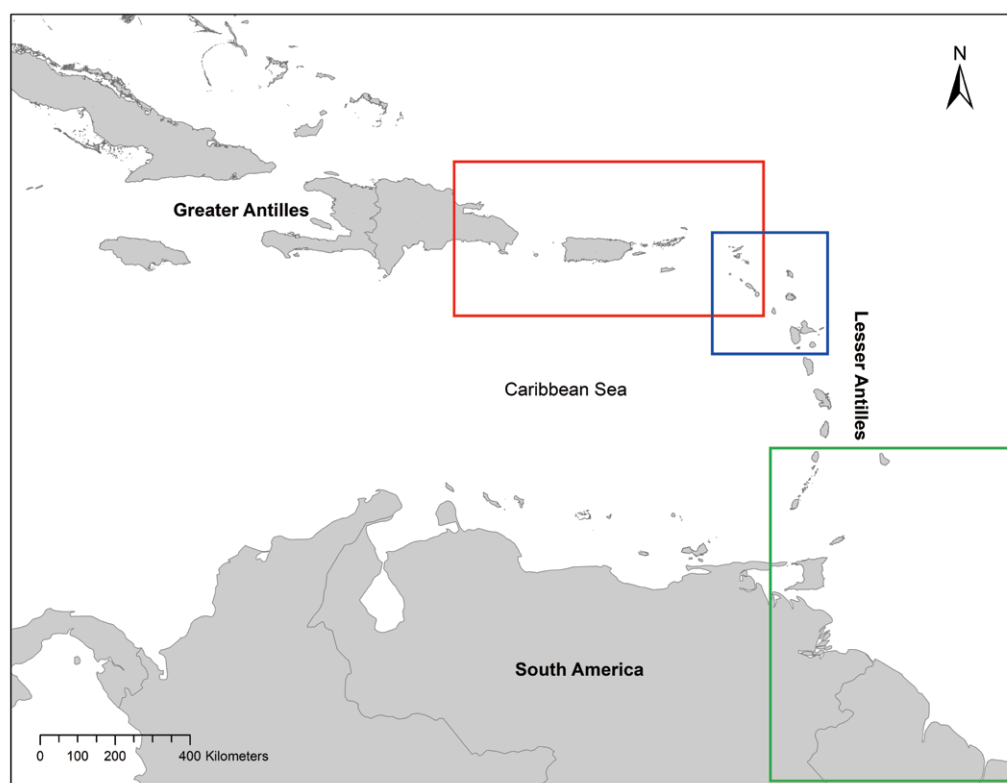 N
Greater Antilles
Lesser Antilles
Caribbean Sea
South America
0 100 200 400 Kilometers